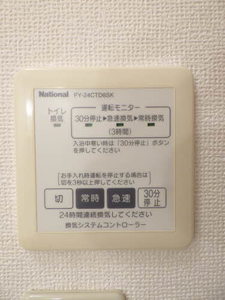 National FY-24CTD6SK
運転モニター
トイレ
換気
30分停止▶急速換気▶常時換気
(3時間)
入浴中寒い時は「30分停止」ボタン
を押してください
お手入れ時運転を停止する場合は
切を3秒以上押してください
切 常時 急速 30分
停止
24時間連続換気してください
換気システムコントローラー